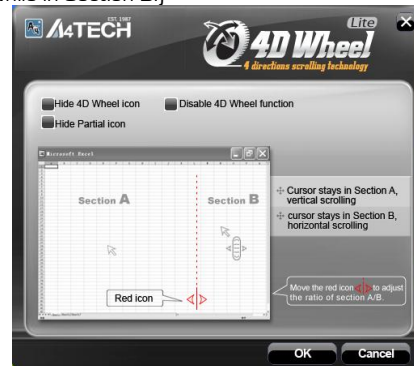 A4TECH
EST. 1987
Lite
4D Wheel
4 directions scrolling technology
Hide 4D Wheel icon
Disable 4D Wheel function
Hide Partial icon
Microsoft Excel
Section A
Section B
Cursor stays in Section A,
vertical scrolling
cursor stays in Section B,
horizontal scrolling
Red icon
Move the red icon to adjust
the ratio of section A/B.
OK
Cancel